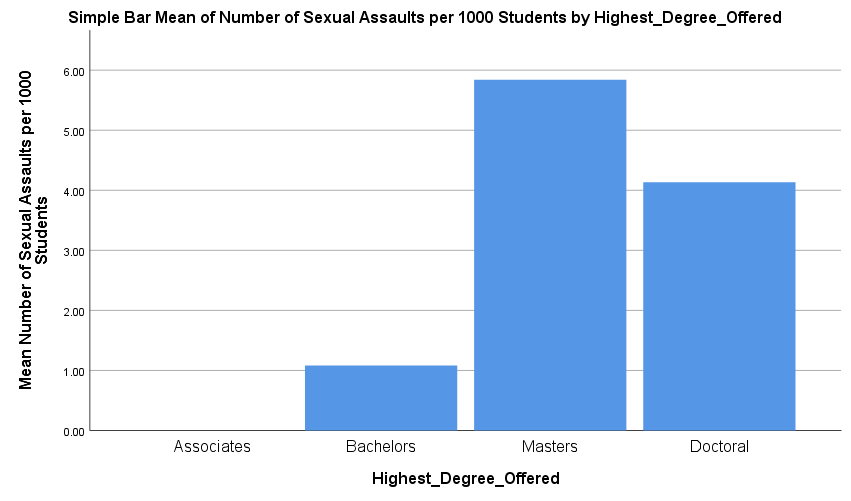 Simple Bar Mean of Number of Sexual Assaults per 1000 Students by Highest_Degree_Offered
Mean Number of Sexual Assaults per 1000
Students
6.00
5.00
4.00
3.00
2.00
1.00
0.00
Associates
Bachelors
Masters
Doctoral
Highest_Degree_Offered